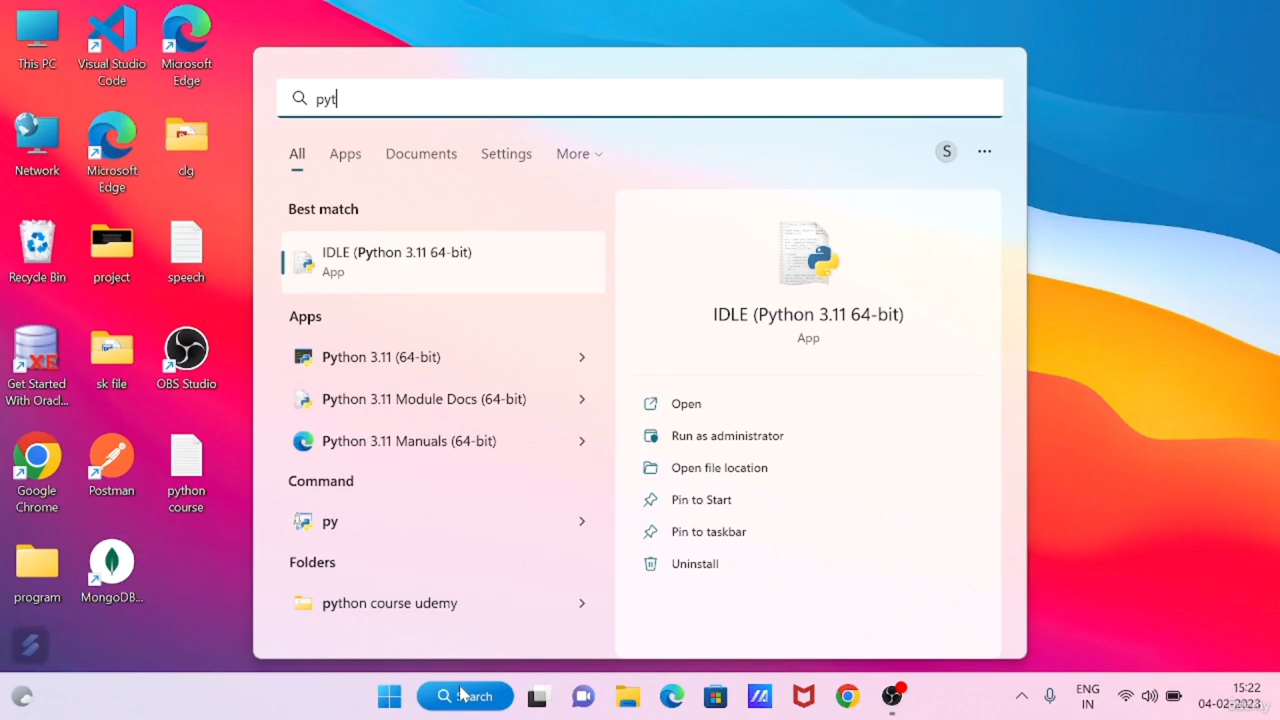 This PC
Visual Studio
Code
Microsoft
Edge
Network
Microsoft
Edge
clg
Recycle Bin
project
speech
XE
Get Started
With Oracl...
sk file
OBS Studio
Google
Chrome
Postman
python
course
program
MongoDB...
pyt
All
Apps
Documents
Settings
More
S
Best match
IDLE (Python 3.11 64-bit)
App
Apps
Python 3.11 (64-bit)
Python 3.11 Module Docs (64-bit)
Python 3.11 Manuals (64-bit)
Command
py
Folders
python course udemy
IDLE (Python 3.11 64-bit)
App
Open
Run as administrator
Open file location
Pin to Start
Pin to taskbar
Uninstall
Search
ENG
IN
15:22
04-02-2023